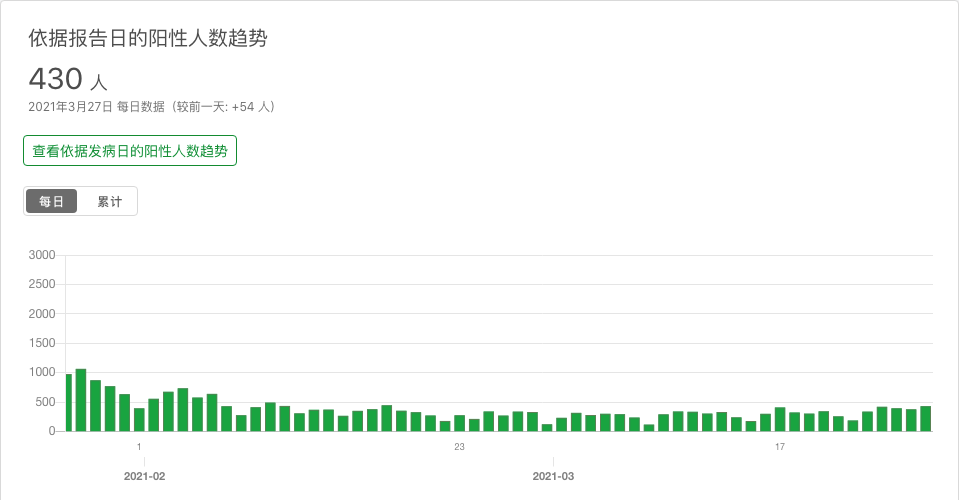 依据报告日的阳性人数趋势
430 人
2021年3月27日 每日数据（较前一天: +54 人）
查看依据发病日的阳性人数趋势
每日 累计
3000
2500
2000
1500
1000
500
0
1 23 17
2021-02 2021-03